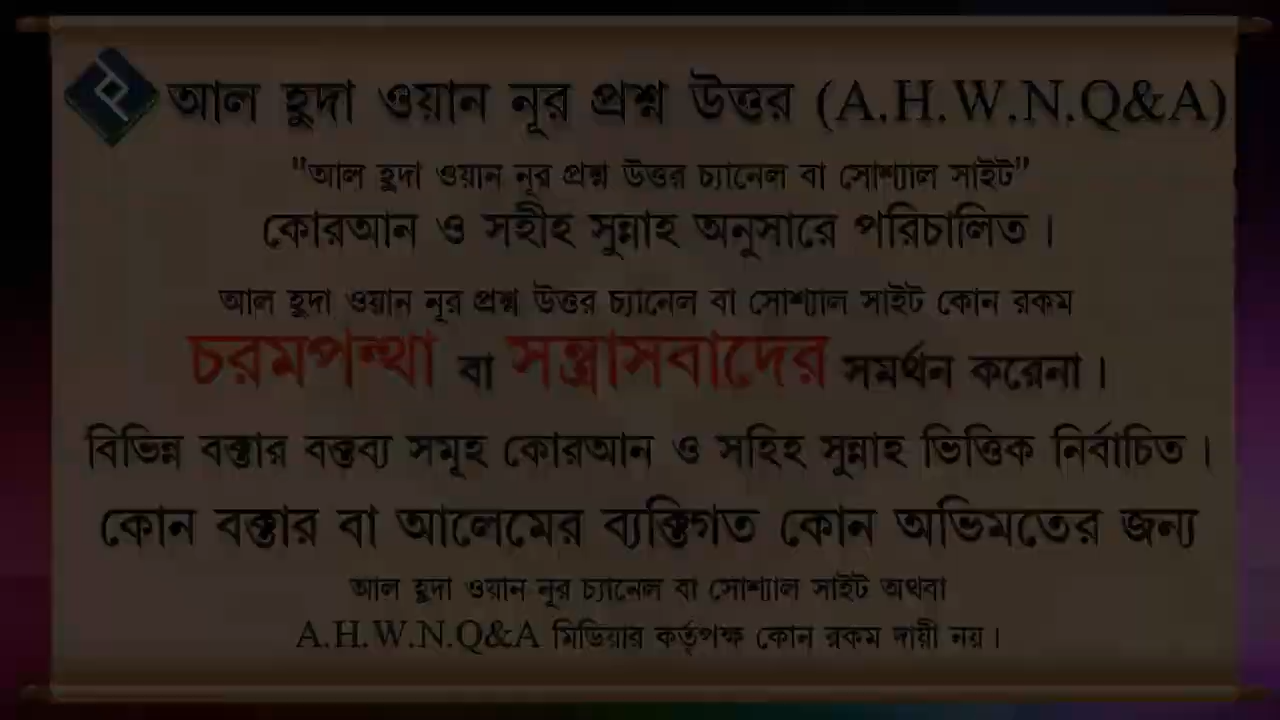 আল হুদা ওয়ান নূর প্রশ্ন উত্তর (A.H.W.N.Q&A)
"আল হুদা ওয়ান নূর প্রশ্ন উত্তর চ্যানেল বা সোশ্যাল সাইট”
কোরআন ও সহীহ সুন্নাহ অনুসারে পরিচালিত।
আল হুদা ওয়ান নূর প্রশ্ন উত্তর চ্যানেল বা সোশ্যাল সাইট কোন রকম
চরমপন্থা বা সন্ত্রাসবাদের সমর্থন করেনা।
বিভিন্ন বক্তার বক্তব্য সমূহ কোরআন ও সহিহ সুন্নাহ ভিত্তিক নির্বাচিত।
কোন বক্তার বা আলেমের ব্যক্তিগত কোন অভিমতের জন্য
আল হুদা ওয়ান নূর চ্যানেল বা সোশ্যাল সাইট অথবা
A.H.W.N.Q&A মিডিয়ার কর্তৃপক্ষ কোন রকম দায়ী নয়।